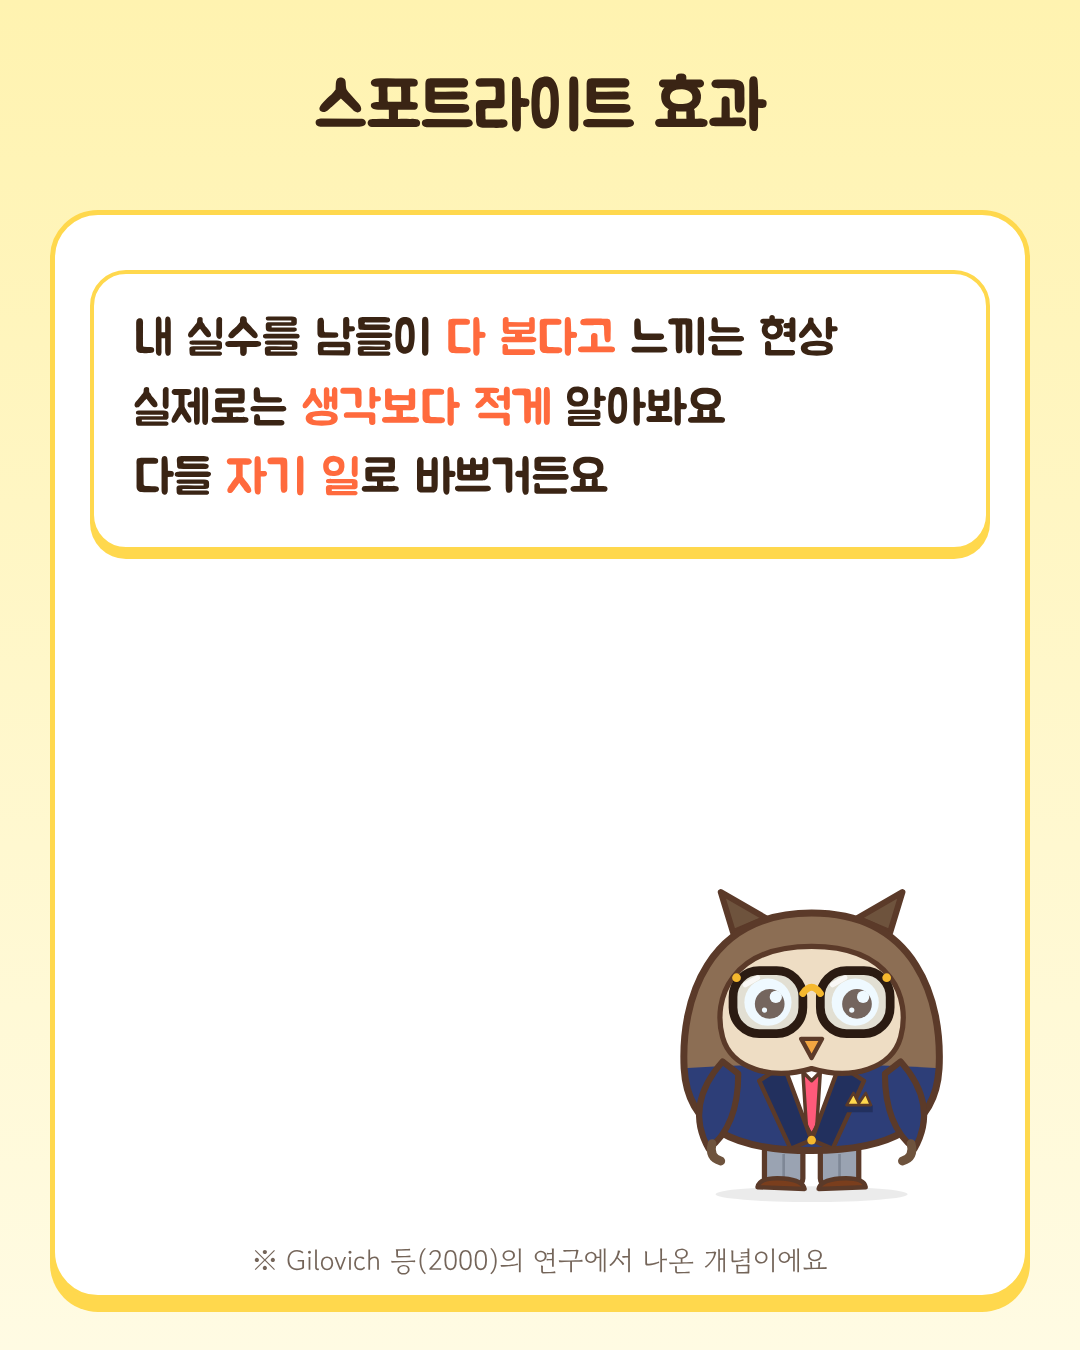 스포트라이트 효과
내 실수를 남들이 다 본다고 느끼는 현상
실제로는 생각보다 적게 알아봐요
다들 자기 일로 바쁘거든요
※ Gilovich 등(2000)의 연구에서 나온 개념이에요